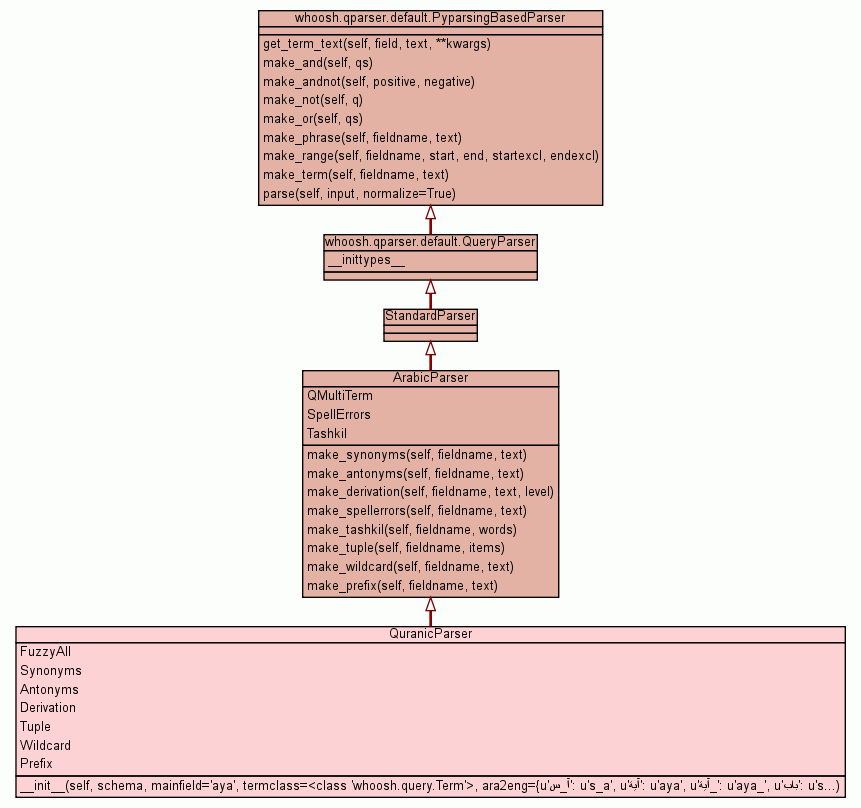 whoosh.qparser.default.PyparsingBasedParser
get_term_text(self, field, text, **kwargs)
make_and(self, qs)
make_andnot(self, positive, negative)
make_not(self, q)
make_or(self, qs)
make_phrase(self, fieldname, text)
make_range(self, fieldname, start, end, startexcl, endexcl)
make_term(self, fieldname, text)
parse(self, input, normalize=True)
whoosh.qparser.default.QueryParser
__inittypes__
StandardParser
ArabicParser
QMultiTerm
SpellErrors
Tashkil
make_synonyms(self, fieldname, text)
make_antonyms(self, fieldname, text)
make_derivation(self, fieldname, text, level)
make_spellerrors(self, fieldname, text)
make_tashkil(self, fieldname, words)
make_tuple(self, fieldname, items)
make_wildcard(self, fieldname, text)
make_prefix(self, fieldname, text)
QuranicParser
FuzzyAll
Synonyms
Antonyms
Derivation
Tuple
Wildcard
Prefix
__init__(self, schema, mainfield='aya', termclass=<class 'whoosh.query.Term'>, ara2eng={u'آ_س': u's_a', u'آية': u'aya', u'آية_': u'aya_', u'باب': u's...)